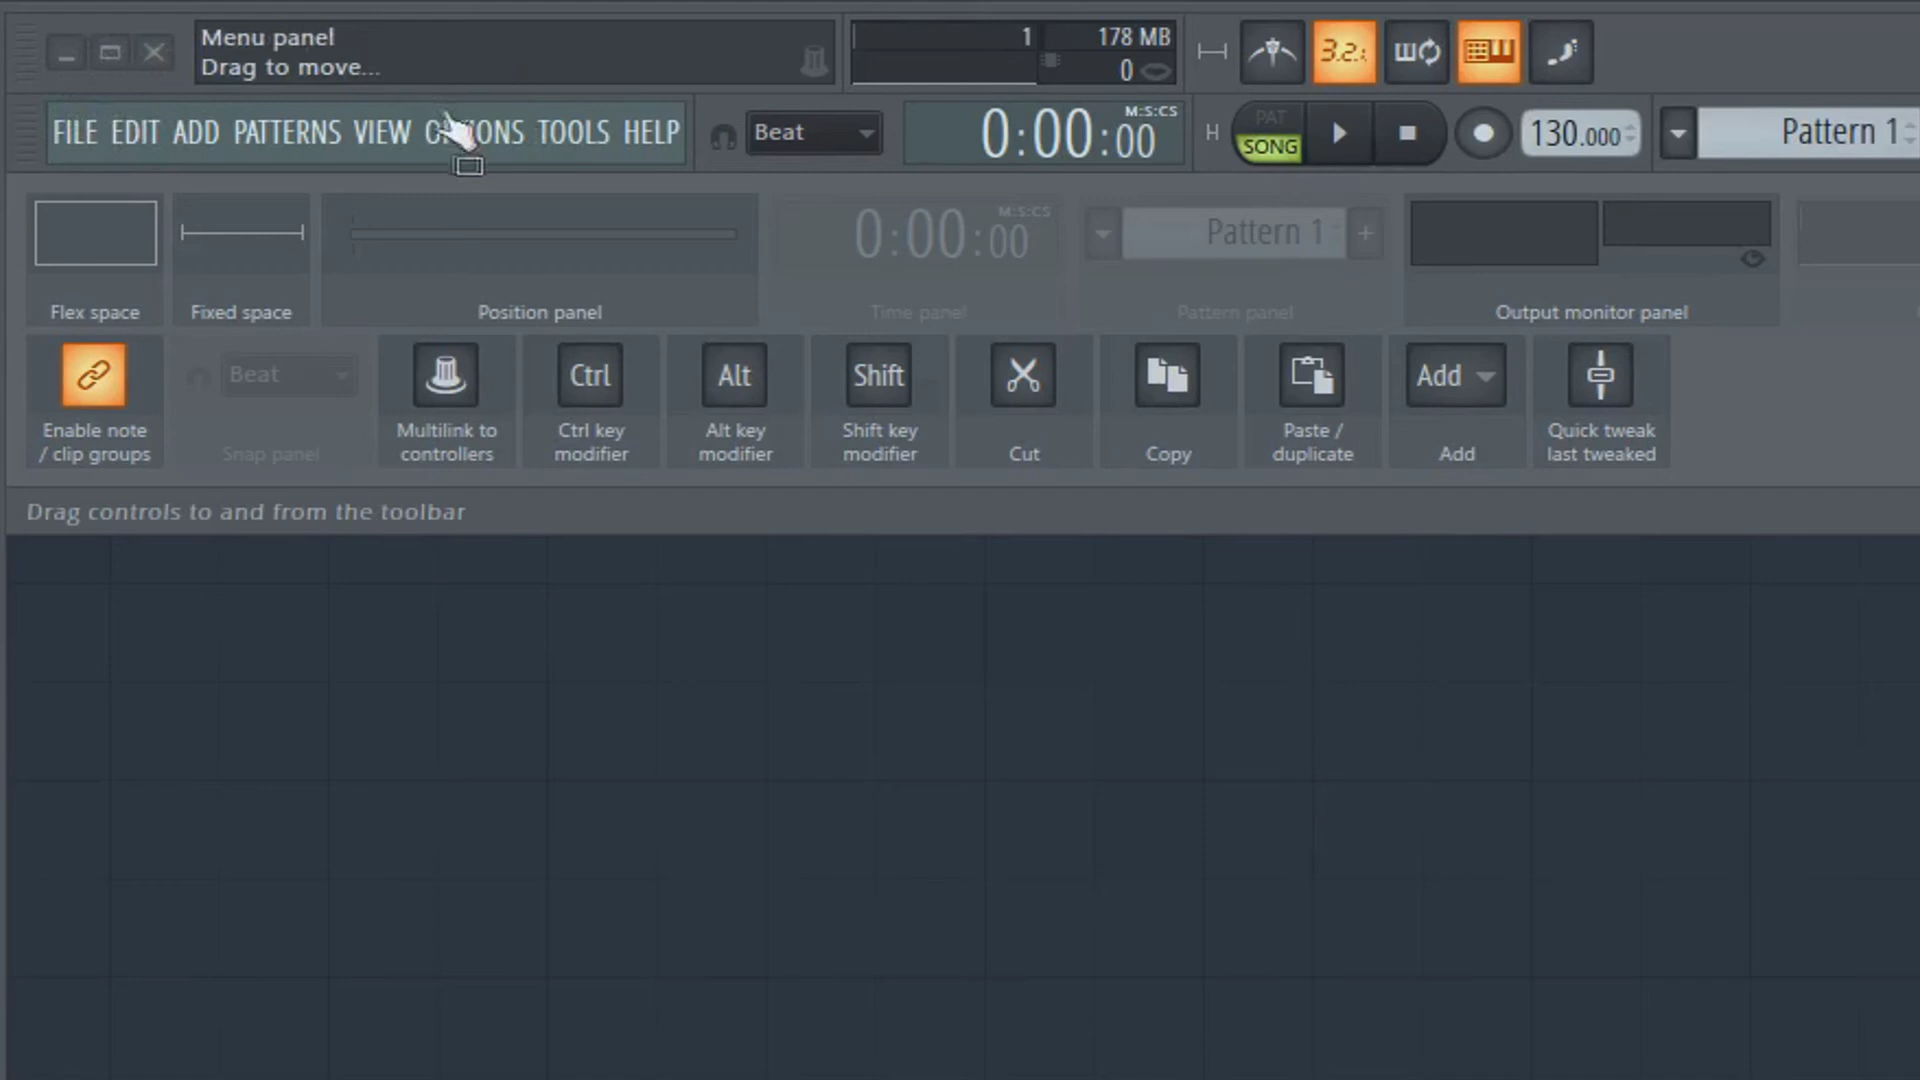 Menu panel
Drag to move...
1
178 MB
0
3.2.1
FILE EDIT ADD PATTERNS VIEW OPTIONS TOOLS HELP
Beat
M:S:CS
0:00:00
H
PAT
SONG
130.000
Pattern 1
M:S:CS
0:00:00
Pattern 1 +
Flex space
Fixed space
Position panel
Time panel
Pattern panel
Output monitor panel
Beat
Ctrl
Alt
Shift
Add
Enable note
/ clip groups
Snap panel
Multilink to
controllers
Ctrl key
modifier
Alt key
modifier
Shift key
modifier
Cut
Copy
Paste /
duplicate
Add
Quick tweak
last tweaked
Drag controls to and from the toolbar